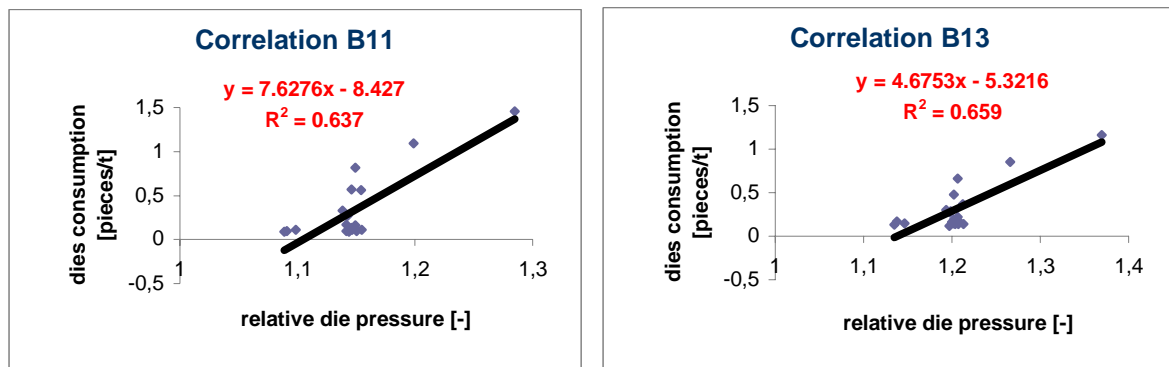 Correlation B11
y = 7.6276x - 8.427
R² = 0.637
dies consumption
[pieces/t]
1,5
1
0,5
0
-0,5
1
1,1
1,2
1,3
relative die pressure [-]
Correlation B13
y = 4.6753x - 5.3216
R² = 0.659
dies consumption
[pieces/t]
1,5
1
0,5
0
-0,5
1
1,1
1,2
1,3
1,4
relative die pressure [-]